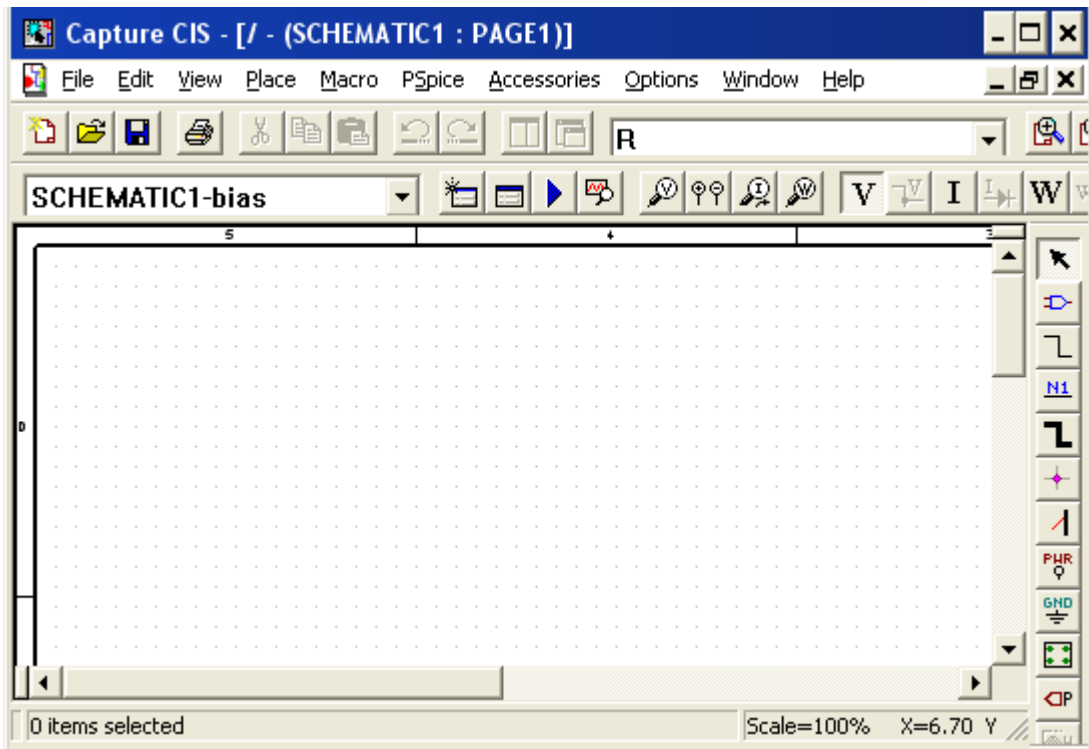 Capture CIS - [/ - (SCHEMATIC1 : PAGE1)]
File Edit View Place Macro PSpice Accessories Options Window Help
R
SCHEMATIC1-bias
V I W
V V I W V V I I W
5 4 3
N1
D
PWR
GND
P
0 items selected Scale=100% X=6.70 Y